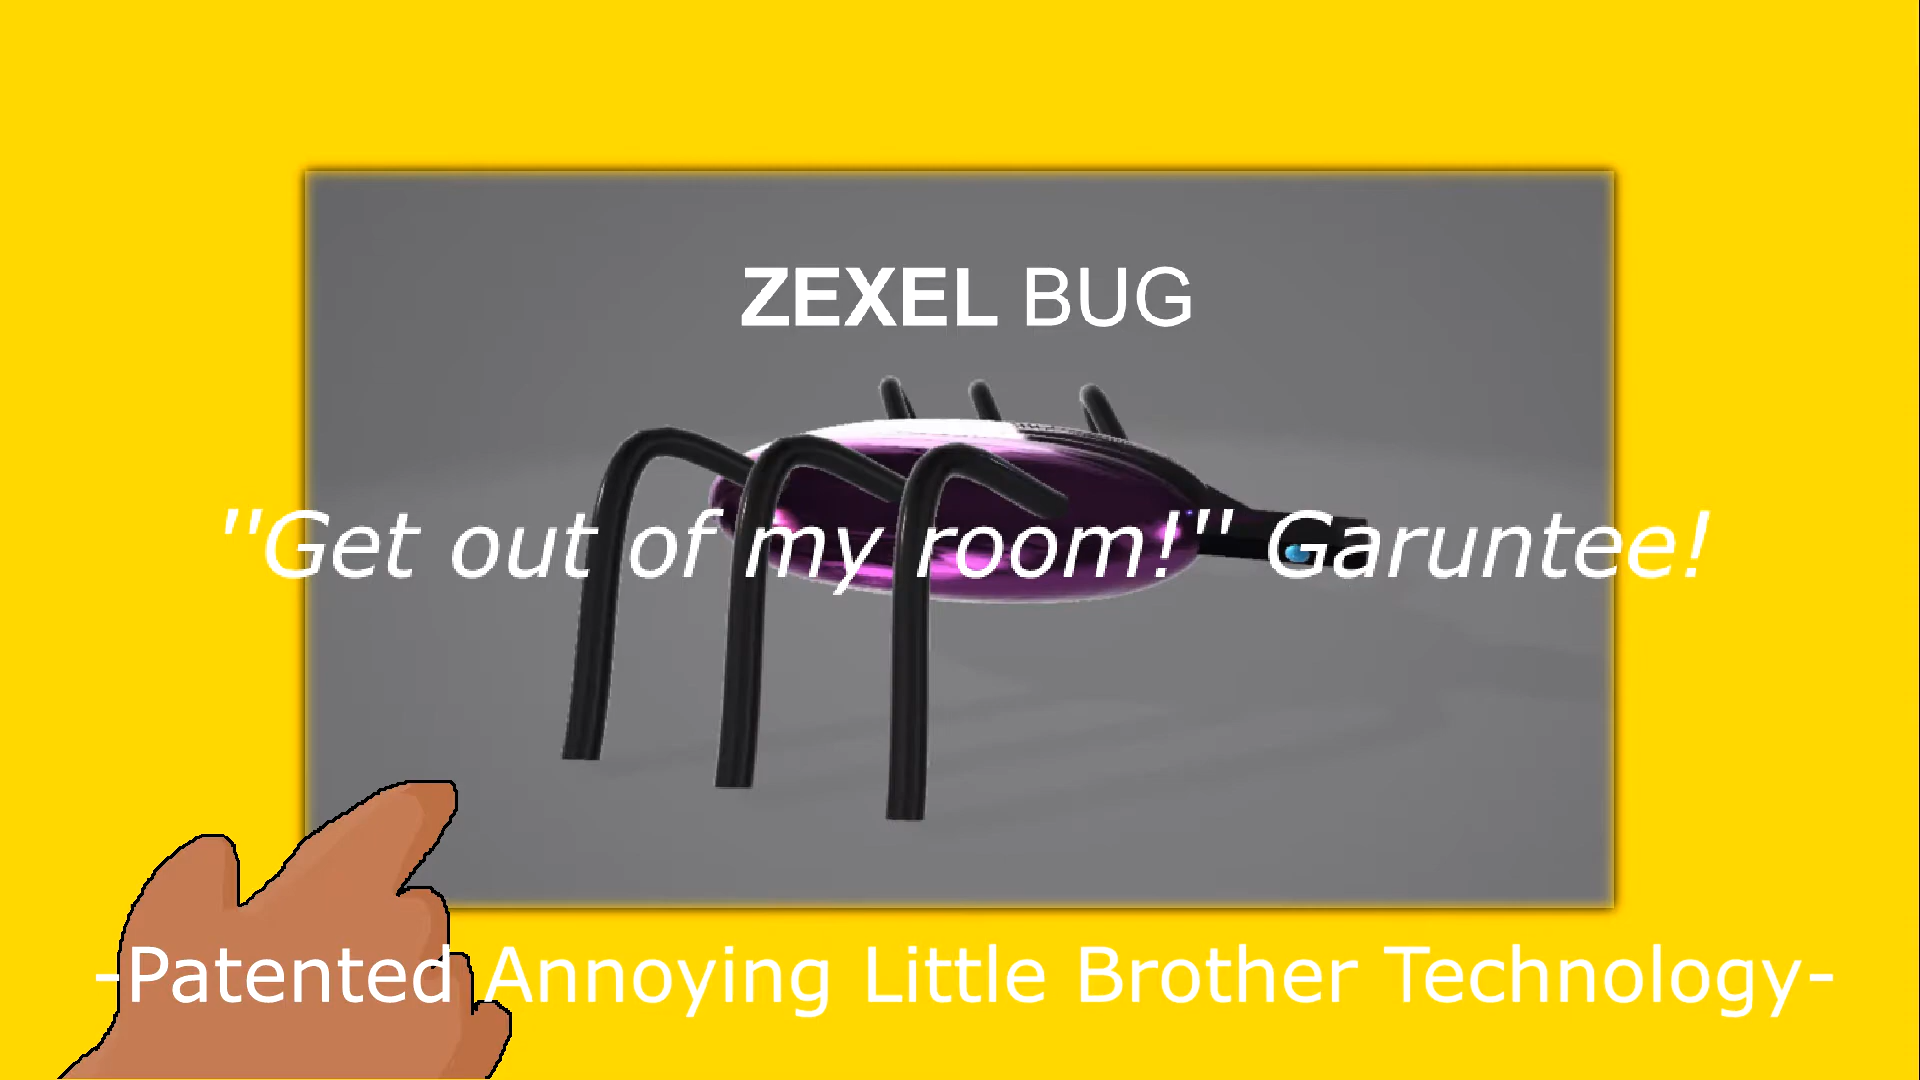 ZEXEL BUG
"Get out of my room!" Garuntee!
-Patented Annoying Little Brother Technology-